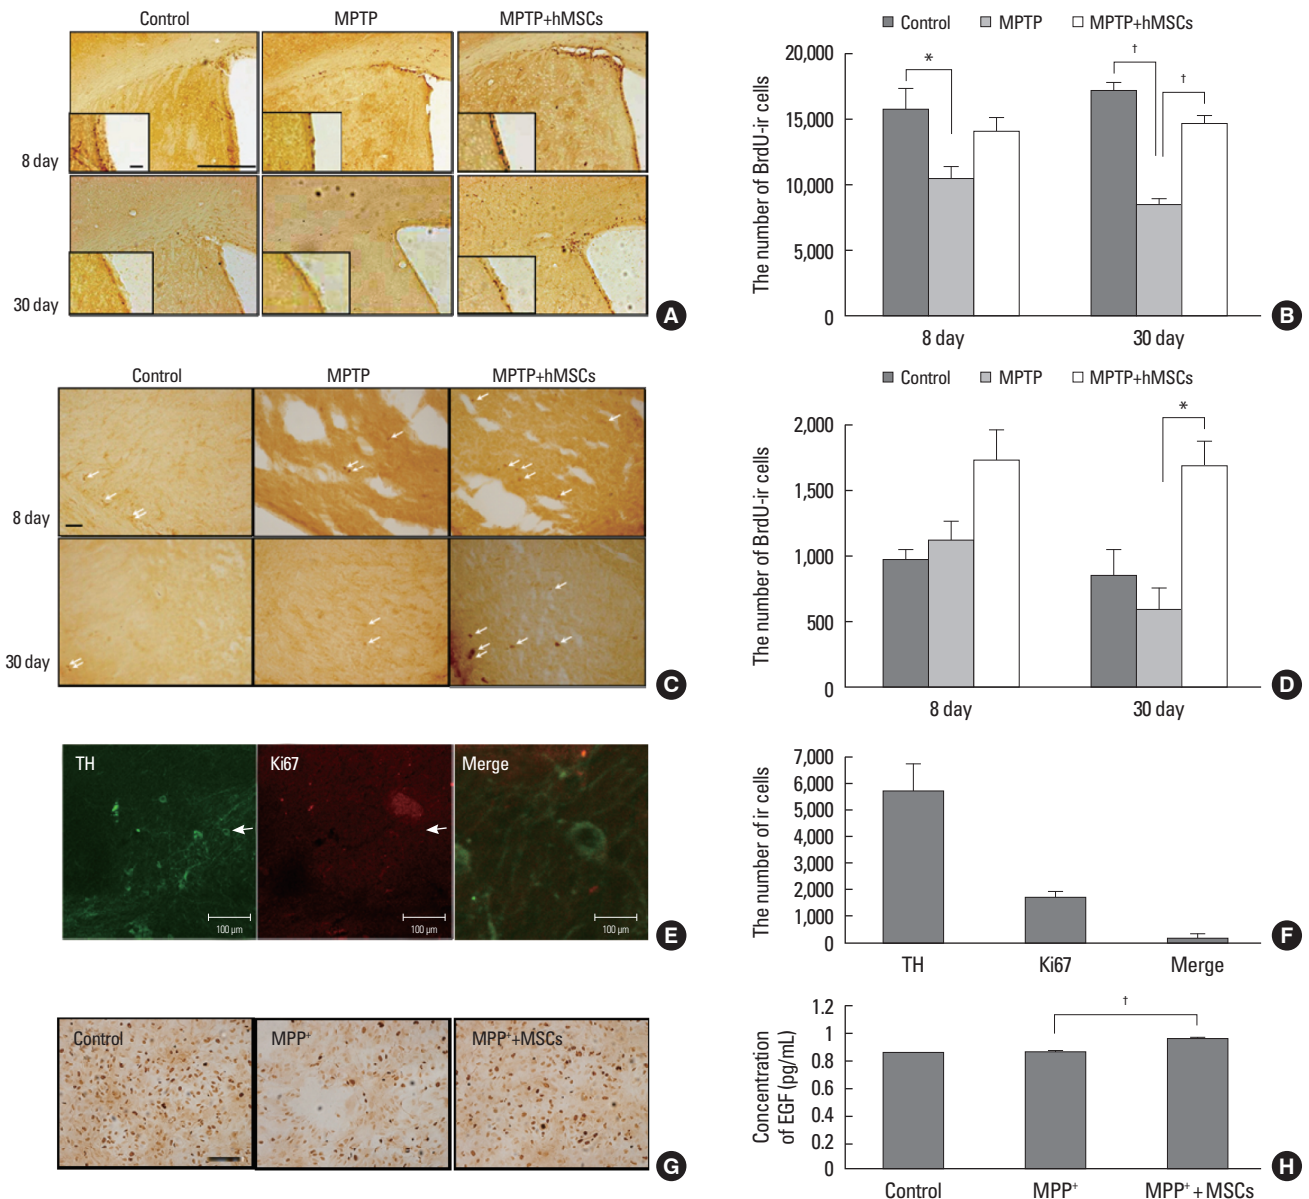 Control MPTP MPTP+hMSCs
8 day
30 day
A
Control MPTP MPTP+hMSCs
The number of BrdU-ir cells
20,000
15,000
10,000
5,000
0
* † †
8 day 30 day
B
Control MPTP MPTP+hMSCs
8 day
30 day
C
Control MPTP MPTP+hMSCs
The number of BrdU-ir cells
2,000
1,500
1,000
500
0
*
8 day 30 day
D
TH Ki67 Merge
100 μm 100 μm 100 μm
E
The number of ir cells
7,000
6,000
5,000
4,000
3,000
2,000
1,000
0
TH Ki67 Merge
F
Control MPP+ MPP++MSCs
G
Concentration
of EGF (pg/mL)
1.2
1.0
0.8
0.6
0.4
0.2
0
†
Control MPP+ MPP++MSCs
H